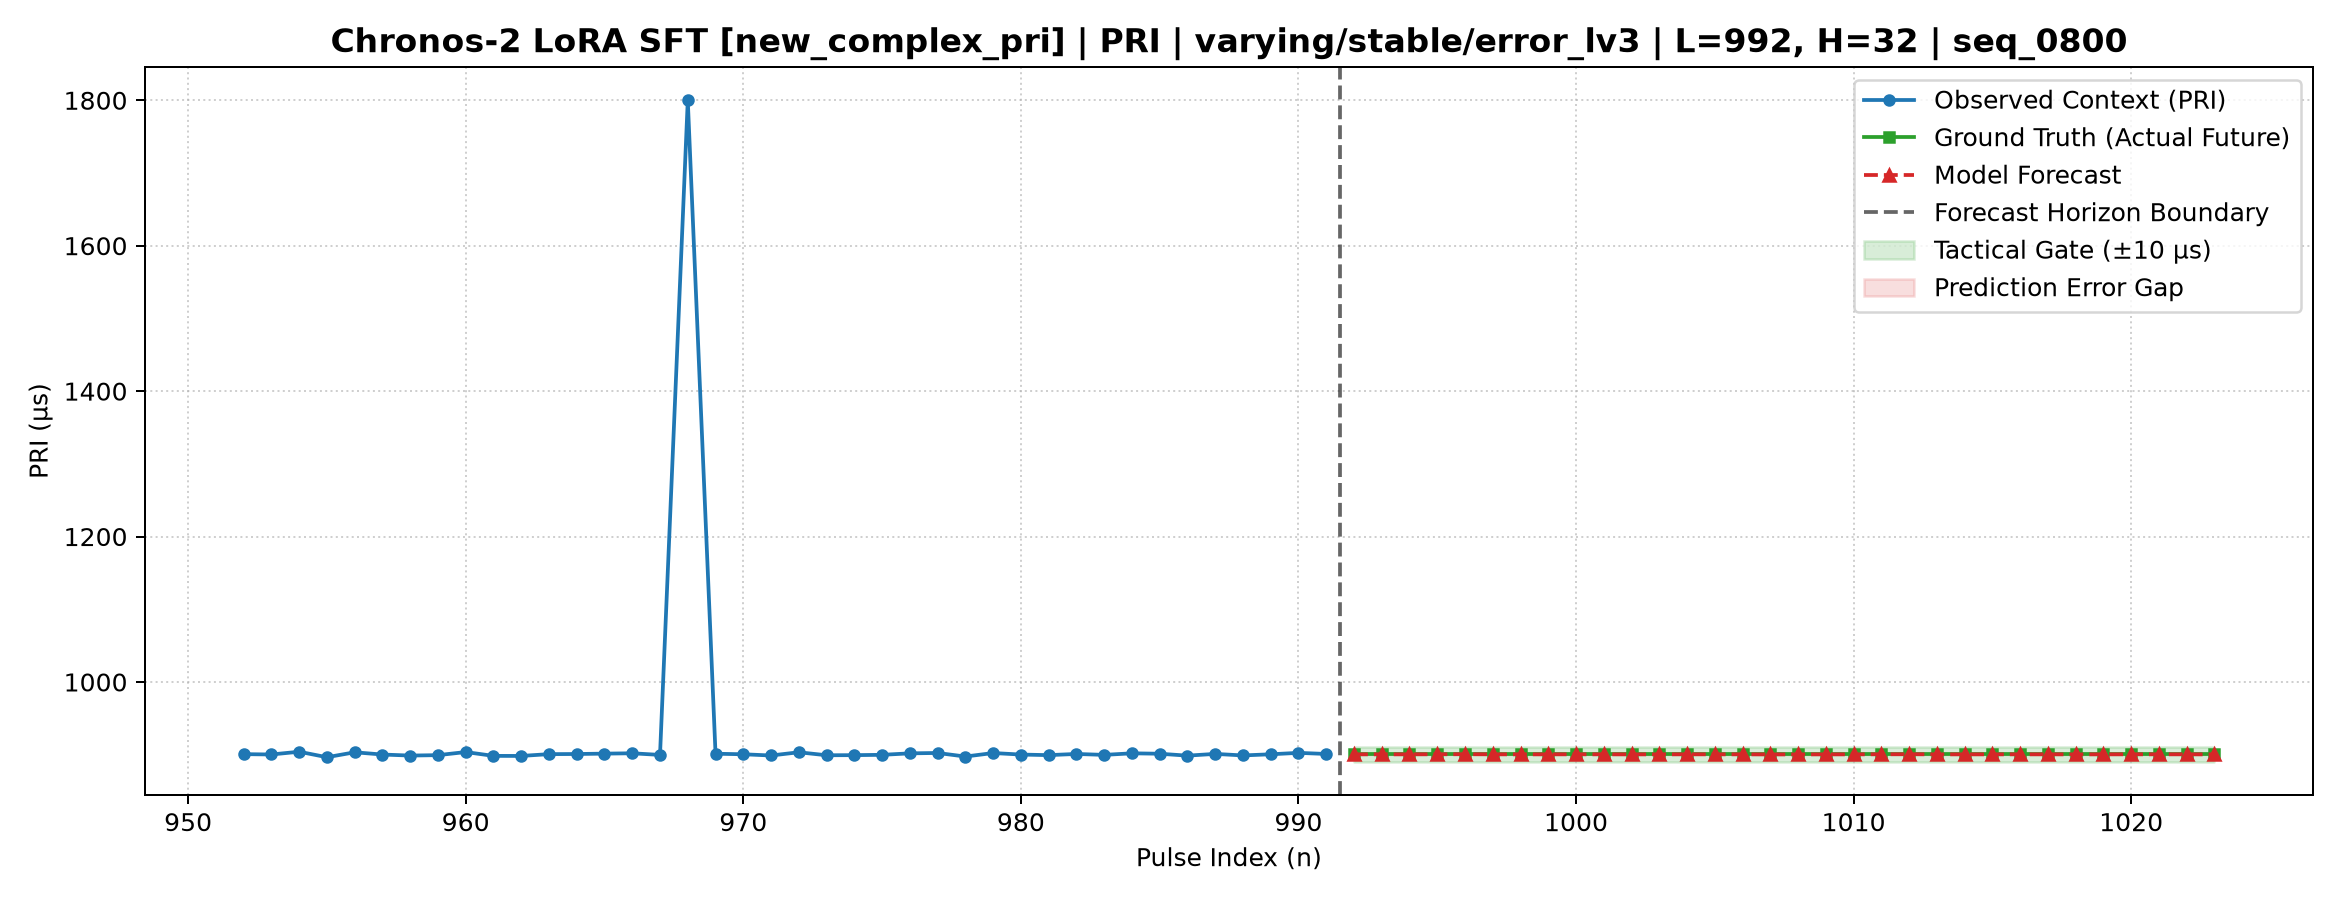 Chronos-2 LoRA SFT [new_complex_pri] | PRI | varying/stable/error_lv3 | L=992, H=32 | seq_0800
Observed Context (PRI)
Ground Truth (Actual Future)
Model Forecast
Forecast Horizon Boundary
Tactical Gate (±10 μs)
Prediction Error Gap
PRI (μs)
1800
1600
1400
1200
1000
950 960 970 980 990 1000 1010 1020
Pulse Index (n)